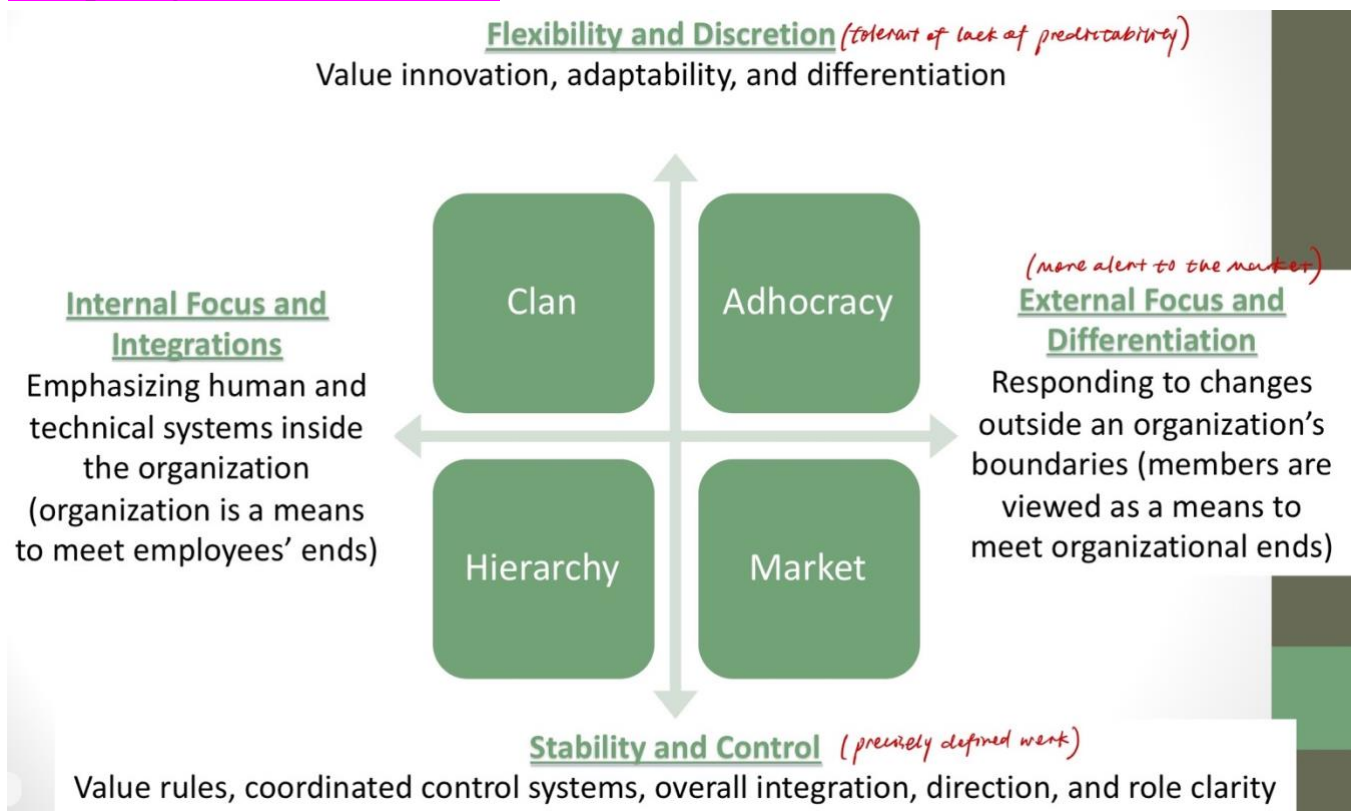 Flexibility and Discretion (tolerant of lack of predictability)
Value innovation, adaptability, and differentiation
Clan
Adhocracy
Internal Focus and
Integrations
Emphasizing human and
technical systems inside
the organization
(organization is a means
to meet employees’ ends)
(more alert to the market)
External Focus and
Differentiation
Responding to changes
outside an organization’s
boundaries (members are
viewed as a means to
meet organizational ends)
Hierarchy
Market
Stability and Control (precisely defined work)
Value rules, coordinated control systems, overall integration, direction, and role clarity